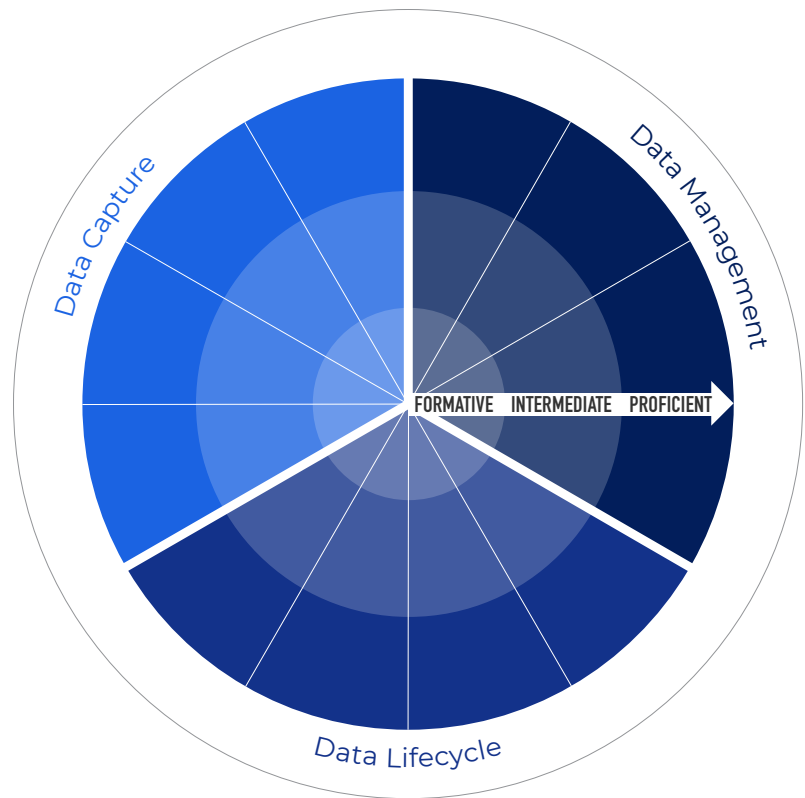 Data Capture
Data Management
FORMATIVE INTERMEDIATE PROFICIENT
Data Lifecycle